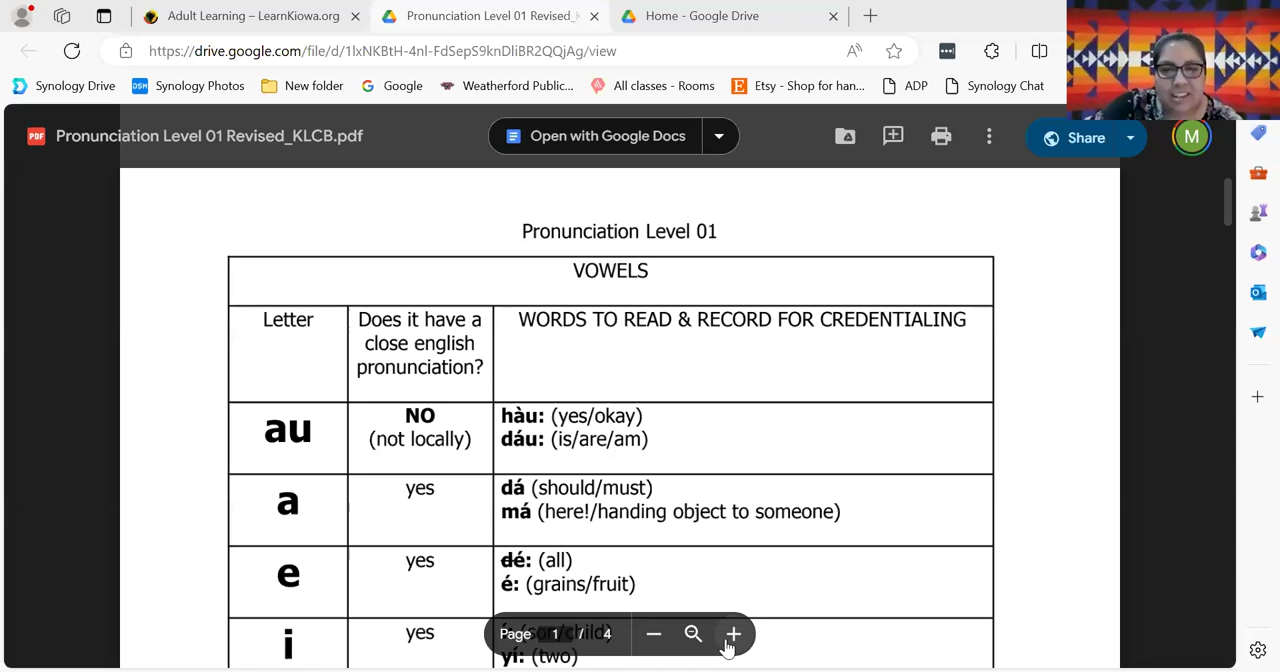 Adult Learning – LearnKiowa.org
Pronunciation Level 01 Revised_
Home - Google Drive
https://drive.google.com/file/d/1lxNKBtH-4nl-FdSepS9knDliBR2QQjAg/view
Synology Drive
DSM
Synology Photos
New folder
Google
Weatherford Public...
All classes - Rooms
E
Etsy - Shop for han...
ADP
Synology Chat
PDF
Pronunciation Level 01 Revised_KLCB.pdf
Open with Google Docs
Share
M
Pronunciation Level 01
VOWELS
Letter
Does it have a
close english
pronunciation?
WORDS TO READ & RECORD FOR CREDENTIALING
au
NO
(not locally)
hàu: (yes/okay)
dáu: (is/are/am)
a
yes
dá (should/must)
má (here!/handing object to someone)
e
yes
dé: (all)
é: (grains/fruit)
i
yes
(son/child)
yí: (two)
Page 1 / 4